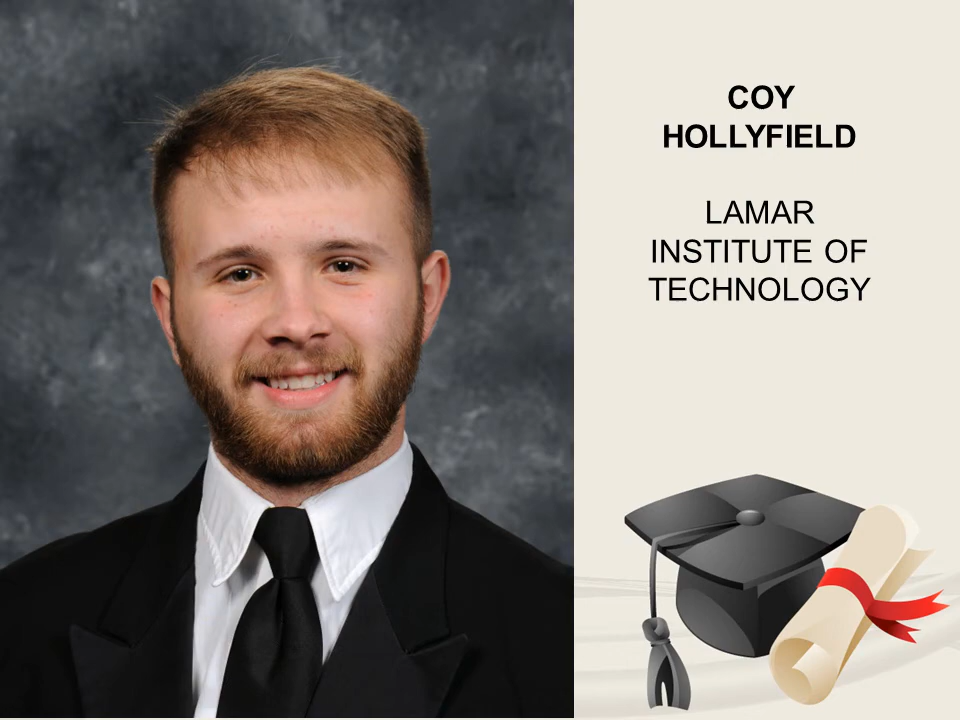 COY
HOLLYFIELD
LAMAR
INSTITUTE OF
TECHNOLOGY